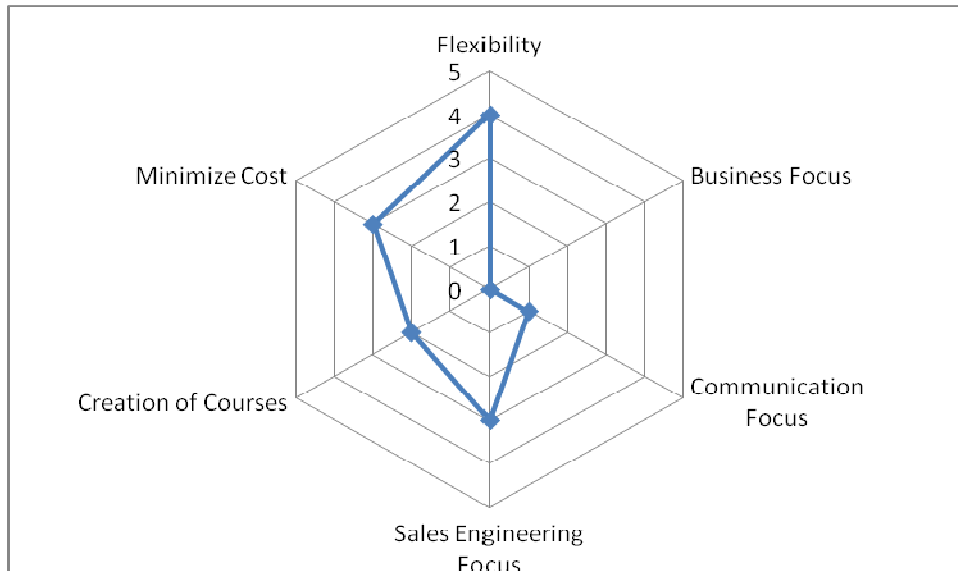 Flexibility
5
4
3
2
1
0
Minimize Cost
Business Focus
Creation of Courses
Communication
Focus
Sales Engineering
Focus